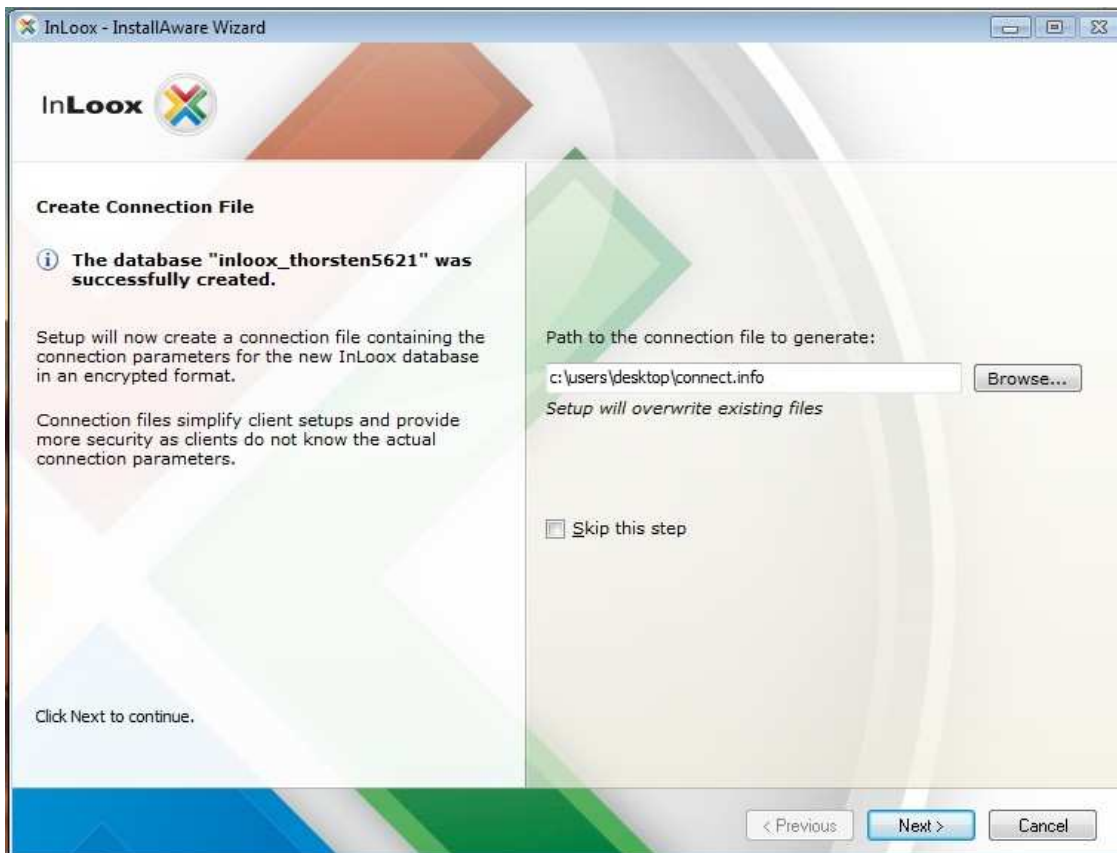 InLoox - InstallAware Wizard
InLoox
Create Connection File
The database "inloox_thorsten5621" was
successfully created.
Setup will now create a connection file containing the
connection parameters for the new InLoox database
in an encrypted format.
Connection files simplify client setups and provide
more security as clients do not know the actual
connection parameters.
Click Next to continue.
Path to the connection file to generate:
c:\users\desktop\connect.info
Browse...
Setup will overwrite existing files
Skip this step
< Previous
Next >
Cancel